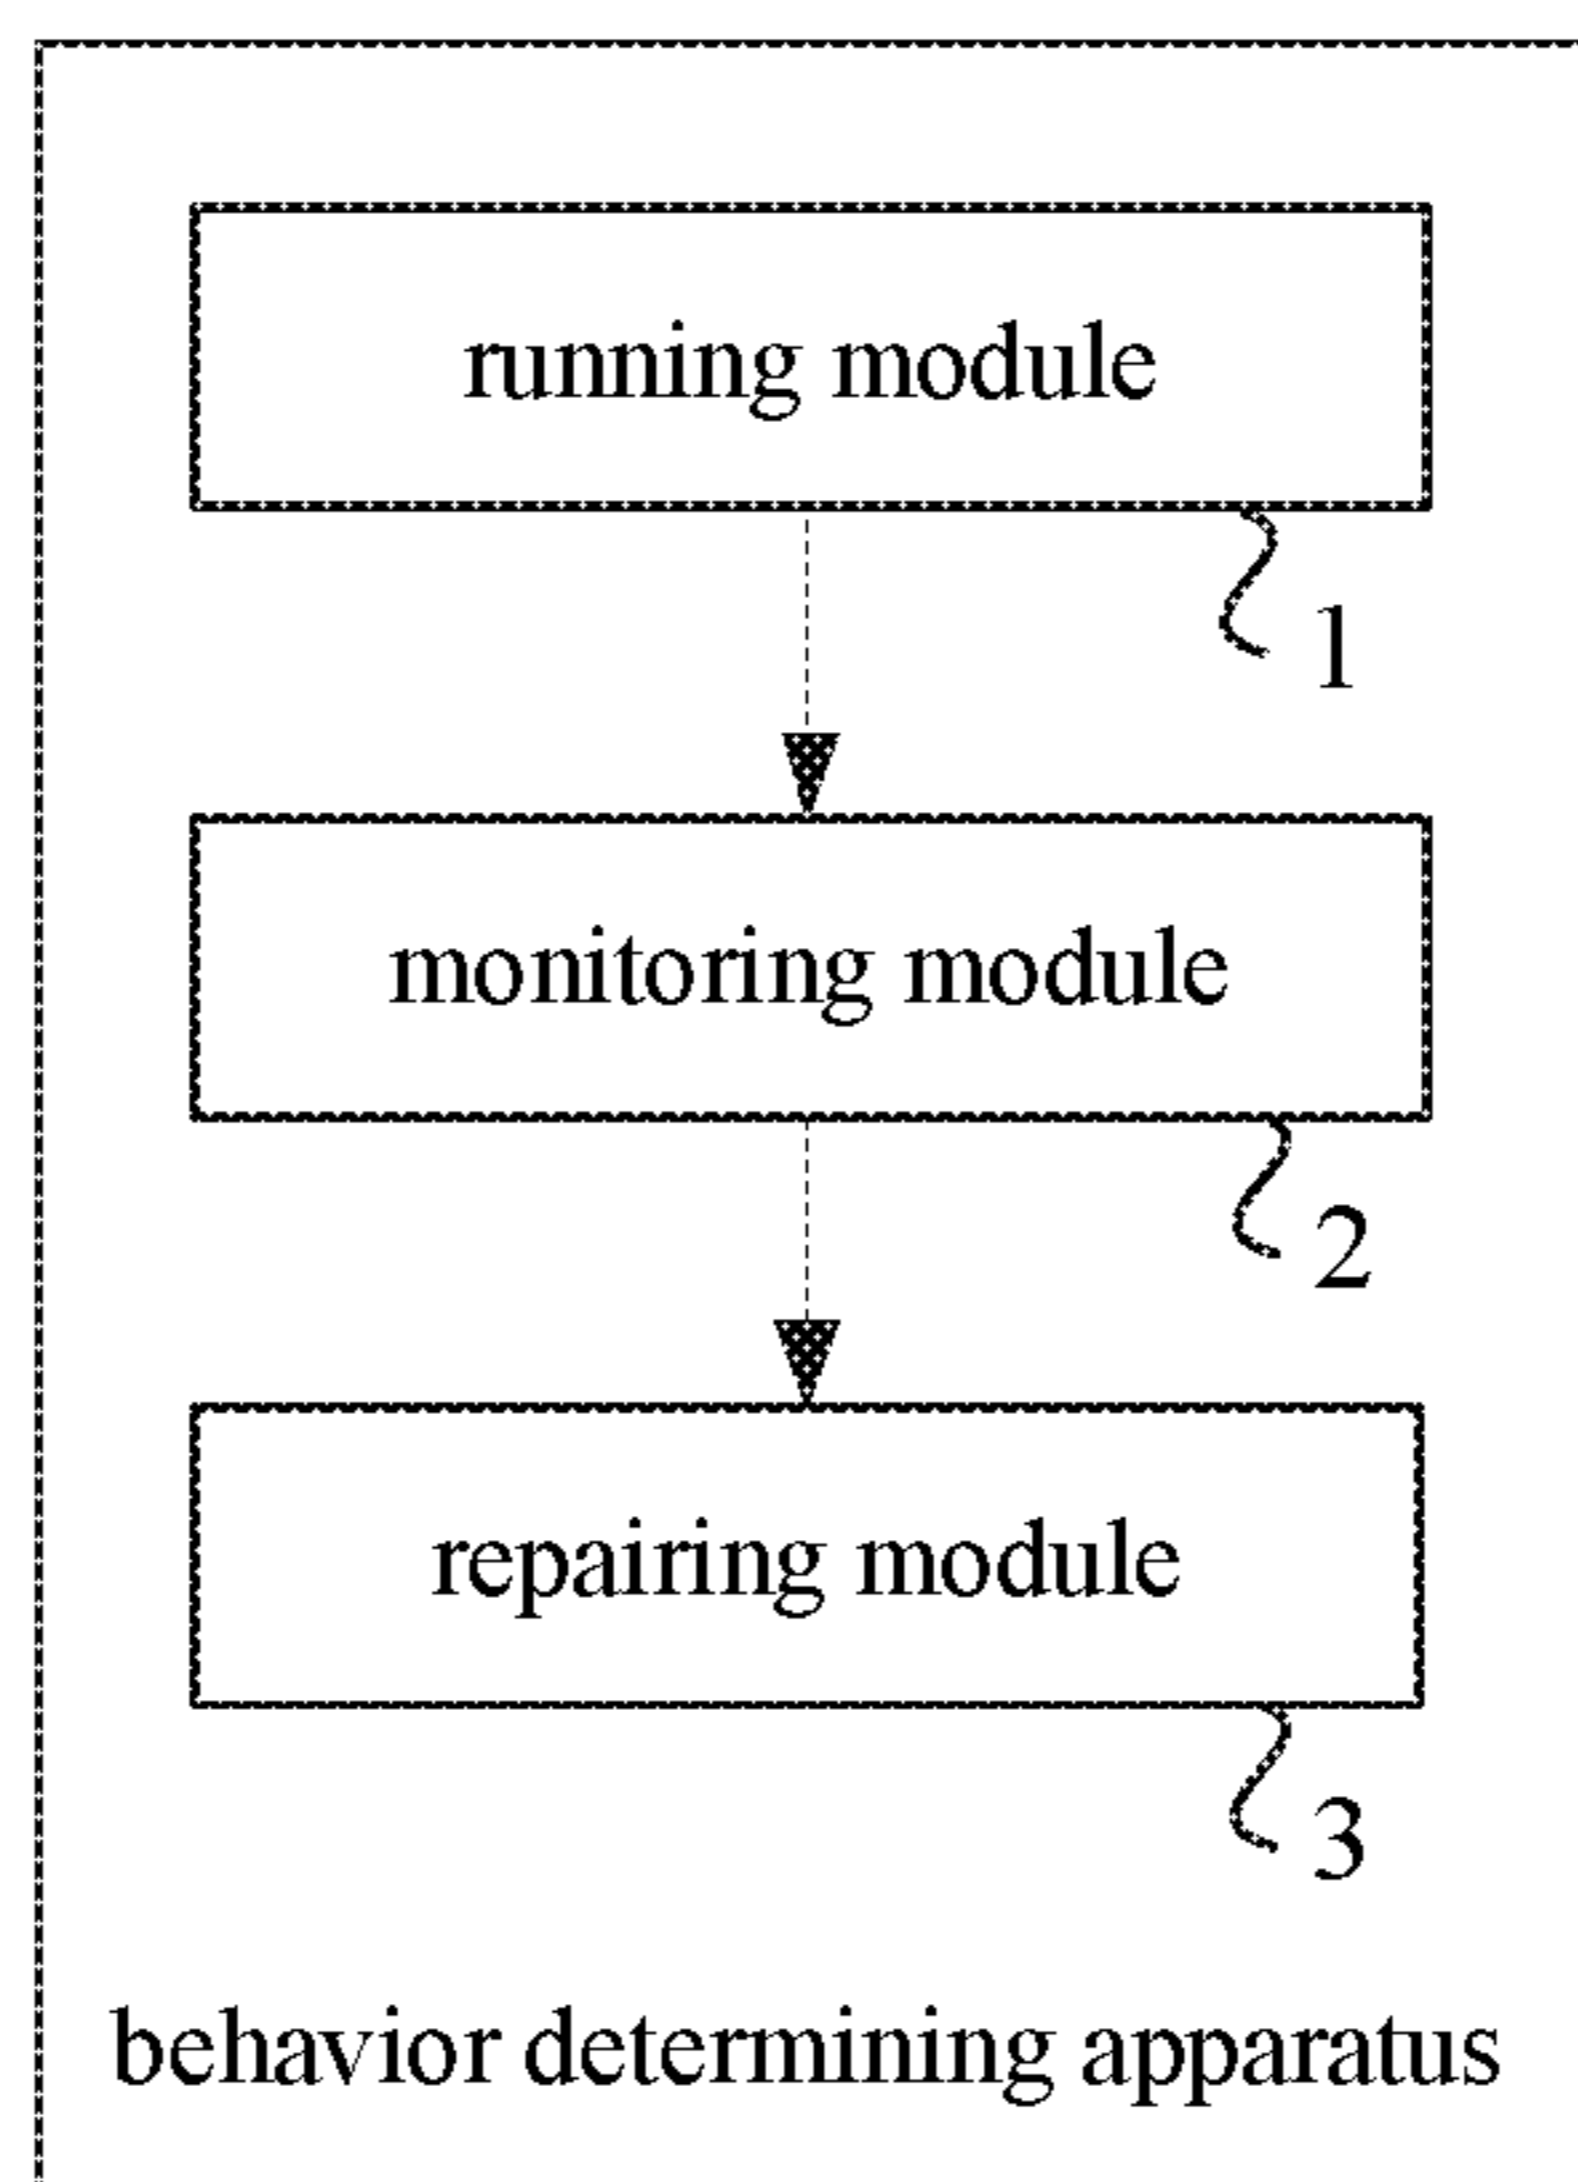 running module
1
monitoring module
2
repairing module
3
behavior determining apparatus